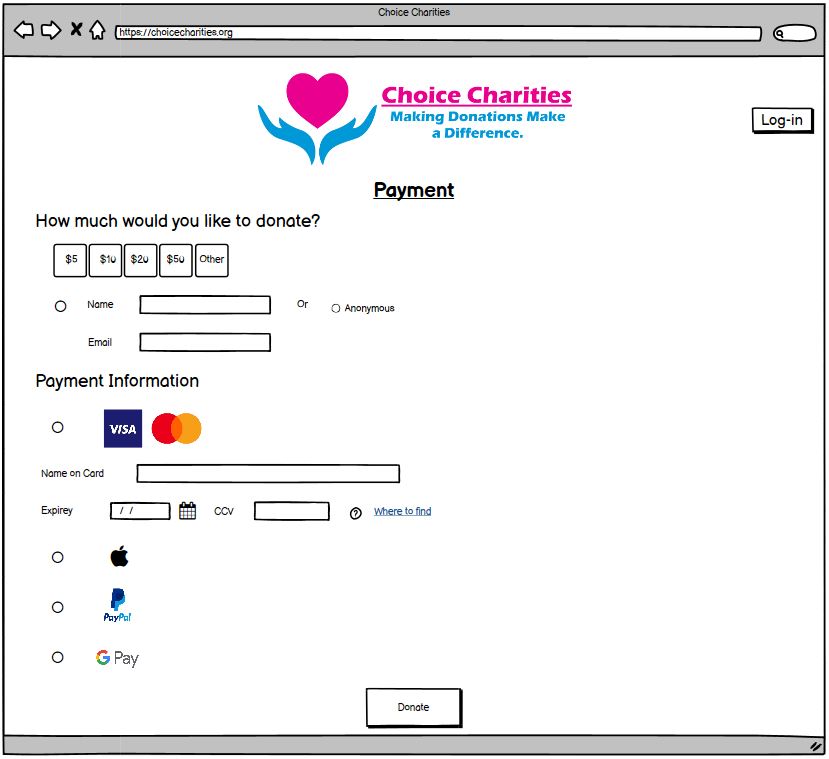 Choice Charities
https://choicecharities.org
Choice Charities
Making Donations Make
a Difference.
Log-in
Payment
How much would you like to donate?
$5 $10 $20 $50 Other
Name Or Anonymous
Email
Payment Information
VISA
Name on Card
Expirey / / CCV ? Where to find
PayPal
G Pay
Donate